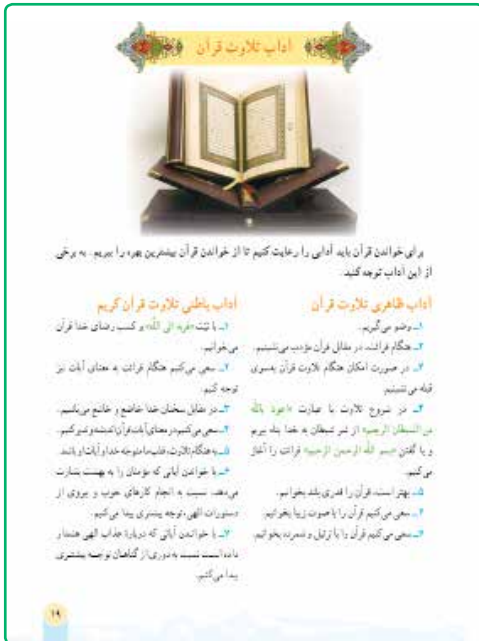 آداب تلاوت قرآن
برای خواندن قرآن باید آدابی را رعایت کنیم تا از خواندن قرآن بیشترین بهره را ببریم. به برخی
از این آداب توجه کنید.
آداب ظاهری تلاوت قرآن
۱ـ وضو می‌گیریم.
۲ـ هنگام قرائت، در مقابل قرآن مؤدب می‌نشینیم.
۳ـ در صورت امکان هنگام تلاوت قرآن به‌سوی
قبله می‌نشینیم.
۴ـ در شروع تلاوت با عبارت «اعوذ بالله
من الشیطان الرجیم» از شر شیطان به خدا پناه ببریم
و با گفتن «بسم الله الرحمن الرحیم» قرائت را آغاز
می‌کنیم.
۵ـ بهتر است، قرآن را قدری بلند بخوانیم.
۶ـ سعی می‌کنیم قرآن را با صوت زیبا بخوانیم.
۷ـ سعی می‌کنیم قرآن را با ترتیل و شمرده بخوانیم.
آداب باطنی تلاوت قرآن کریم
۱ـ با نیّت «قربة الی الله» و کسب رضای خدا قرآن
می‌خوانیم.
۲ـ سعی می‌کنیم هنگام قرائت به معنای آیات نیز
توجه کنیم.
۳ـ در مقابل سخنان خدا خاضع و خاشع می‌باشیم.
۴ـ سعی می‌کنیم در معنای آیات قرآن اندیشه و تدبر کنیم.
۵ـ به هنگام تلاوت، قلب ما متوجه خدا و آیات او باشد.
۶ـ با خواندن آیاتی که مؤمنان را به بهشت بشارت
می‌دهد، نسبت به انجام کارهای خوب و پیروی از
دستورات الهی، توجه بیشتری پیدا می‌کنیم.
۷ـ با خواندن آیاتی که دربارهٔ عذاب الهی هشدار
داده است نسبت به دوری از گناهان توجه بیشتری
پیدا می‌کنیم.
۱۹